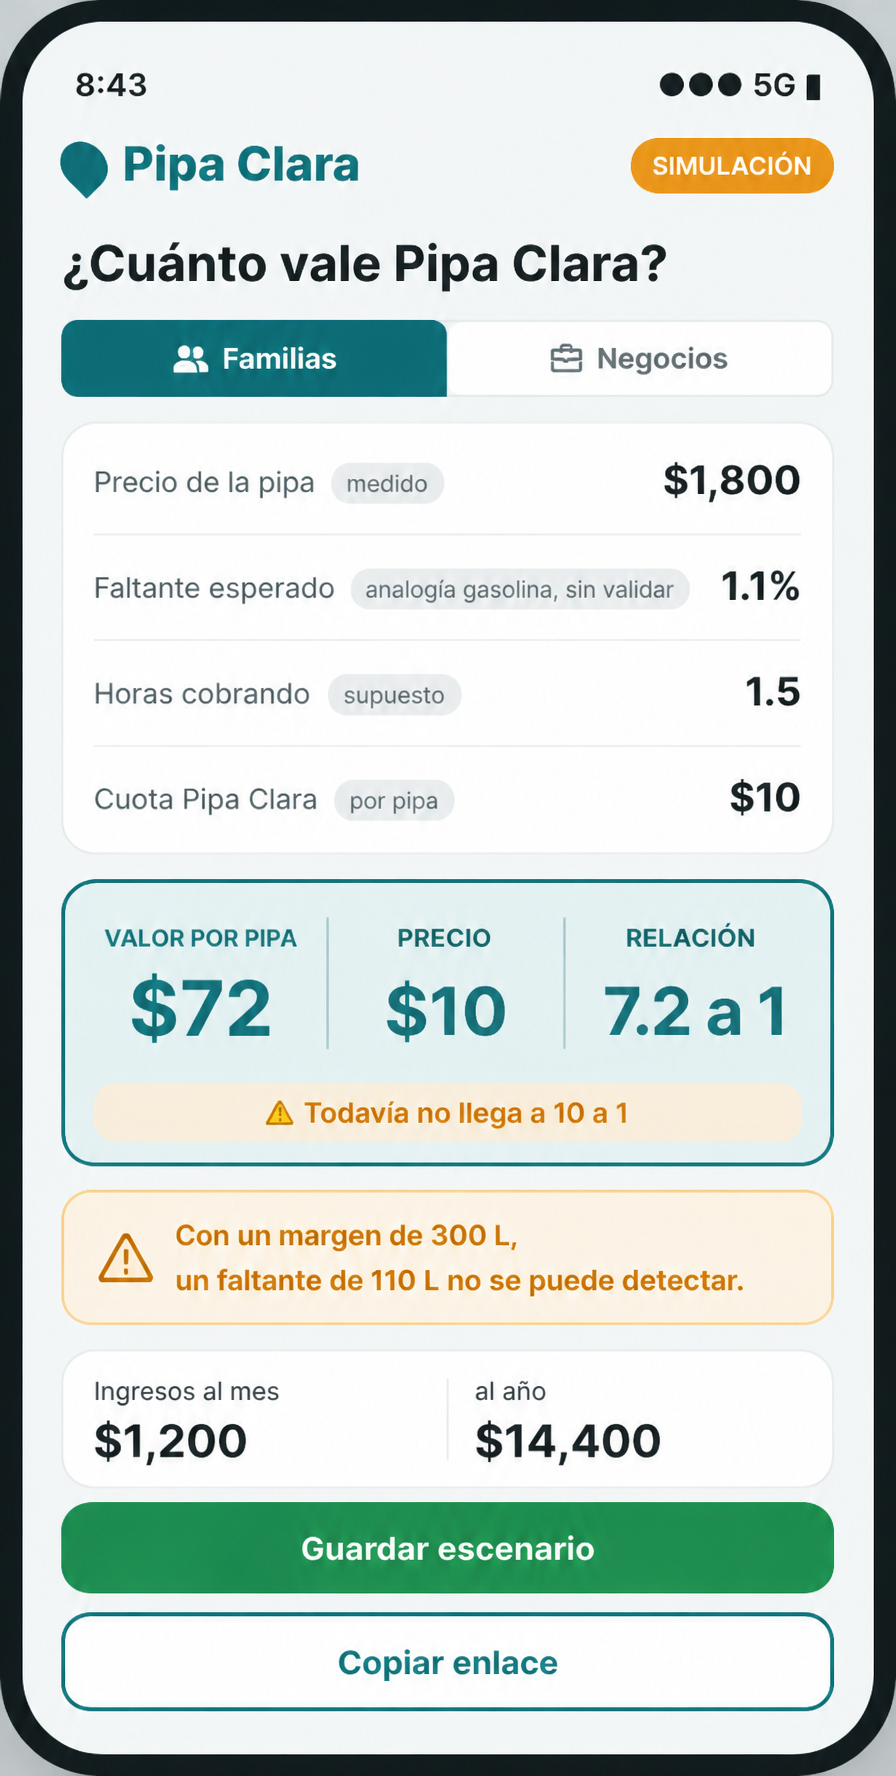 8:43 5G
Pipa Clara
SIMULACIÓN
¿Cuánto vale Pipa Clara?
Familias
Negocios
Precio de la pipa medido $1,800
Faltante esperado analogía gasolina, sin validar 1.1%
Horas cobrando supuesto 1.5
Cuota Pipa Clara por pipa $10
VALOR POR PIPA
$72
PRECIO
$10
RELACIÓN
7.2 a 1
Todavía no llega a 10 a 1
Con un margen de 300 L,
un faltante de 110 L no se puede detectar.
Ingresos al mes
$1,200
al año
$14,400
Guardar escenario
Copiar enlace